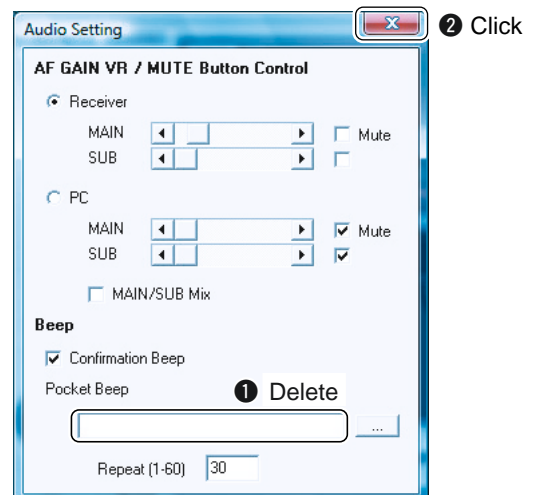 Audio Setting
❷ Click
AF GAIN VR / MUTE Button Control
Receiver
MAIN Mute
SUB
PC
MAIN Mute
SUB
MAIN/SUB Mix
Beep
Confirmation Beep
Pocket Beep ❶ Delete
...
Repeat (1-60) 30